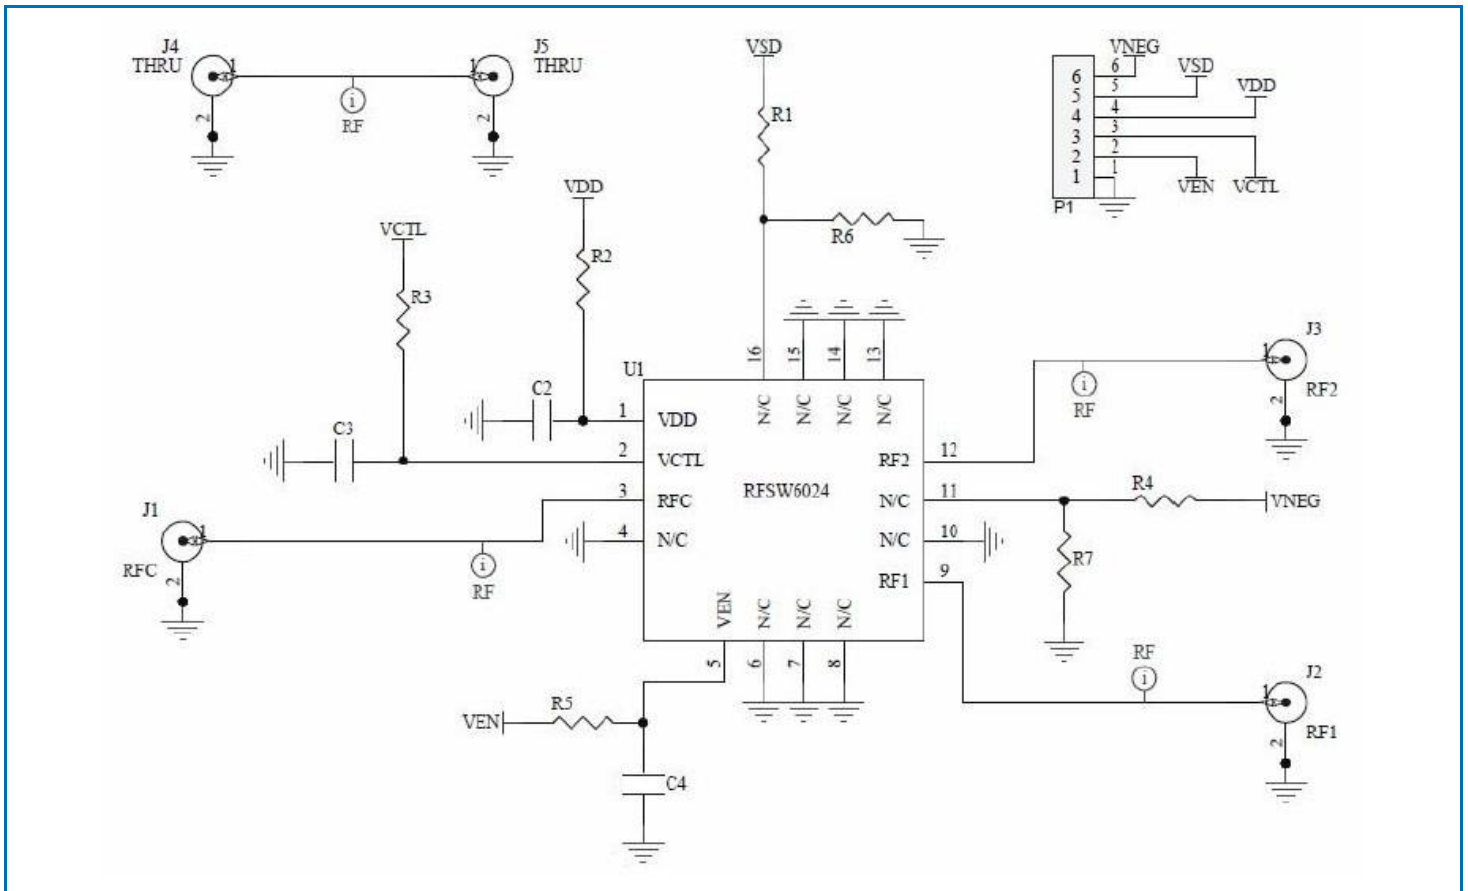 J4
THRU
1
2
RF
i
J5
THRU
1
2
VSD
R1
R6
VNEG
VSD
VDD
6
5
4
3
2
1
6
5
4
3
2
1
VEN
VCTL
P1
VDD
R2
VCTL
R3
C2
C3
U1
16
15
14
13
N/C
N/C
N/C
N/C
1
VDD
2
VCTL
3
RFC
4
N/C
RFSW6024
RF2
12
N/C
11
N/C
10
RF1
9
J3
1
RF2
2
i
RF
R4
VNEG
R7
J1
1
RFC
2
i
RF
VEN
N/C
N/C
N/C
5
6
7
8
VEN
R5
C4
RF
i
J2
1
RF1
2